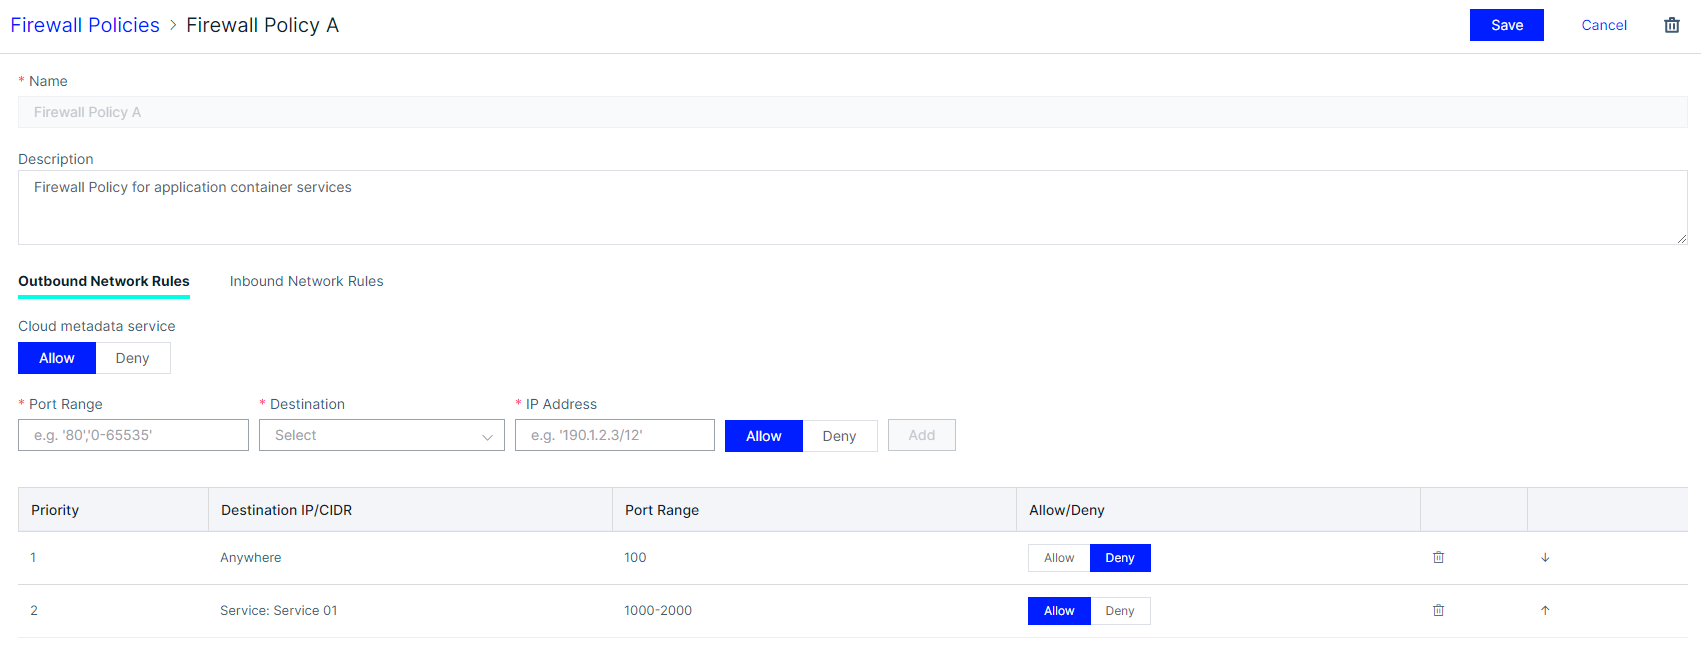 Firewall Policies > Firewall Policy A
Save Cancel
* Name
Firewall Policy A
Description
Firewall Policy for application container services
Outbound Network Rules Inbound Network Rules
Cloud metadata service
Allow Deny
* Port Range * Destination * IP Address
e.g. '80','0-65535' Select e.g. '190.1.2.3/12' Allow Deny Add
Priority Destination IP/CIDR Port Range Allow/Deny
1 Anywhere 100 Allow Deny
2 Service: Service 01 1000-2000 Allow Deny